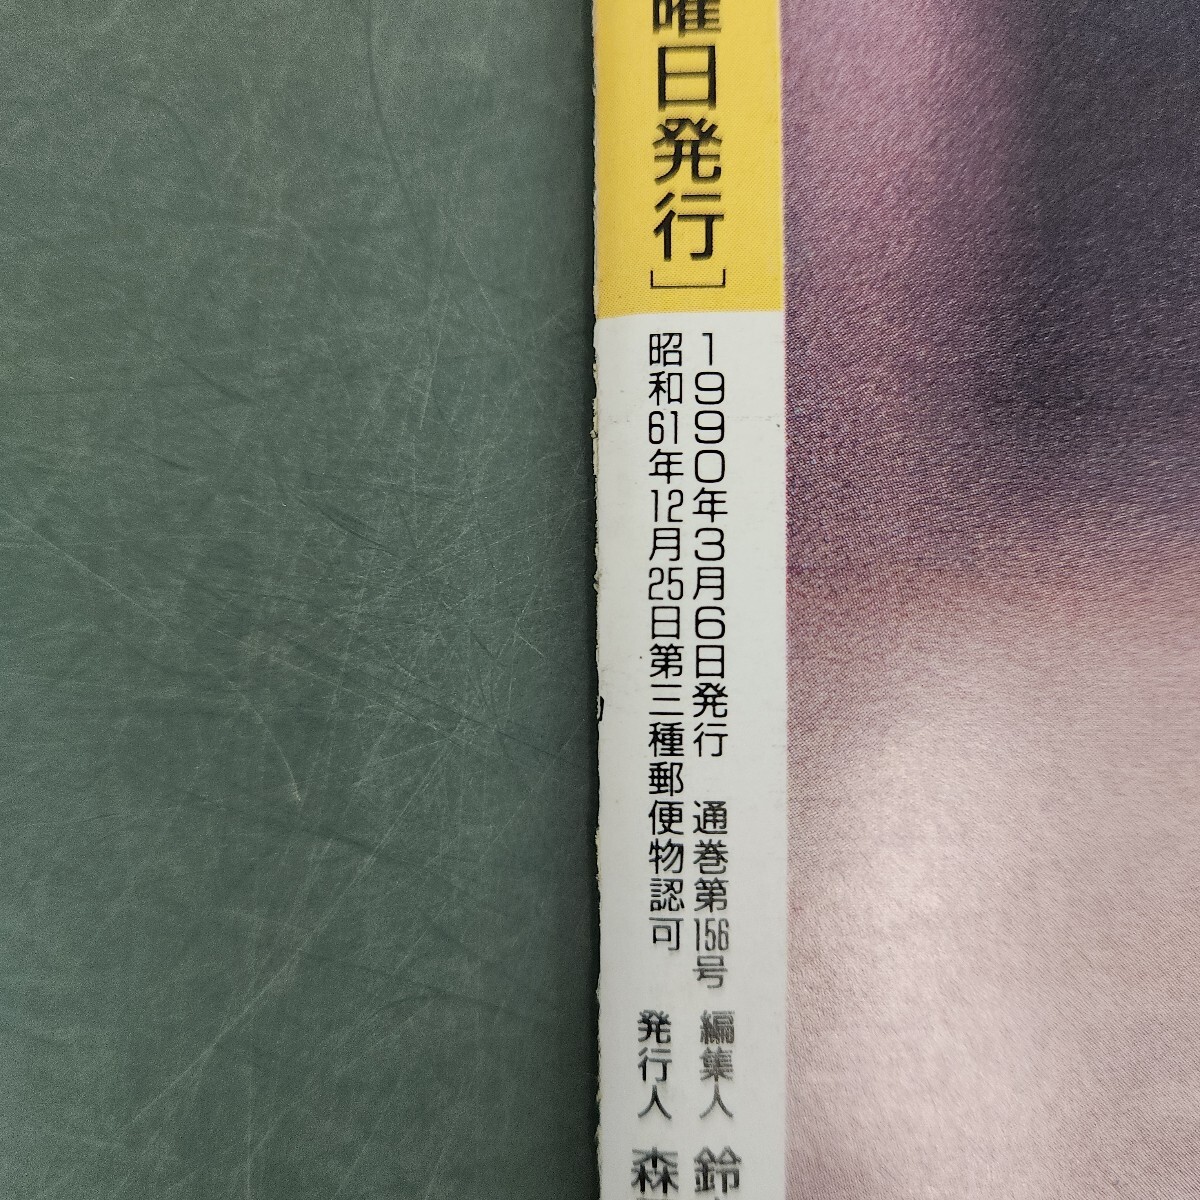 曜日発行］
1990年3月6日発行 通巻第156号 編集人 鈴
昭和61年12月25日第三種郵便物認可 発行人 森